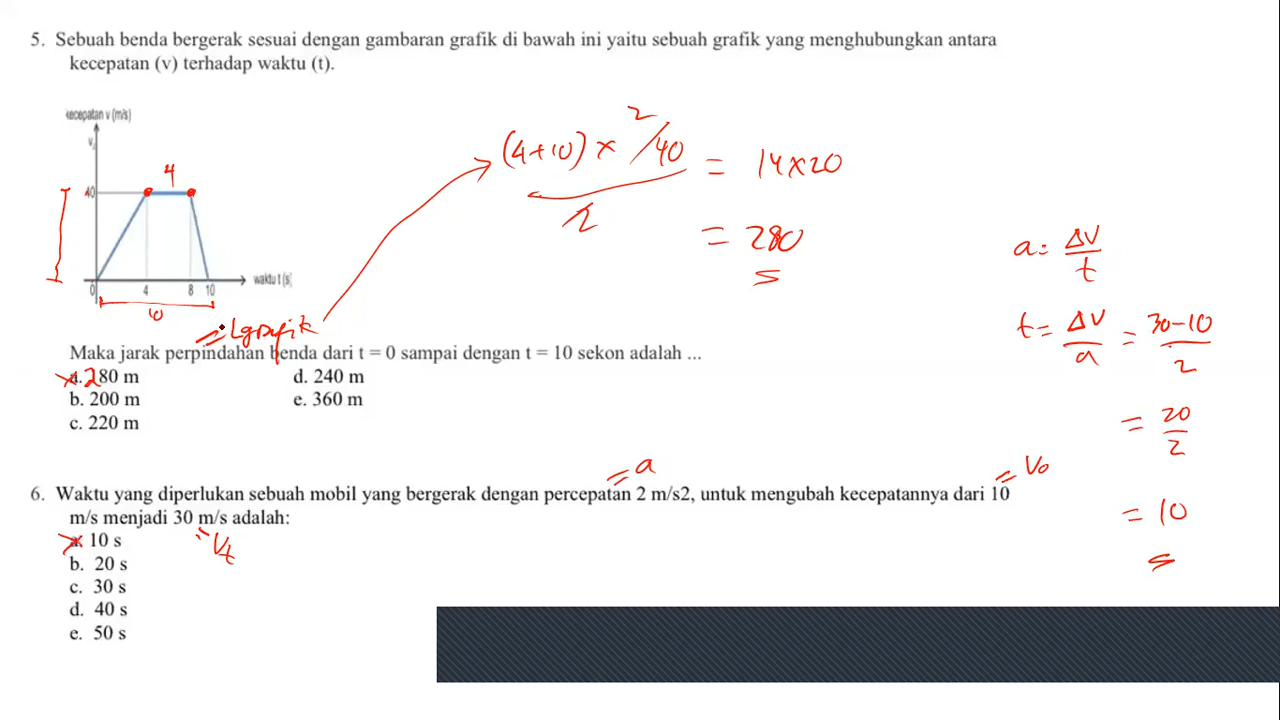 5. Sebuah benda bergerak sesuai dengan gambaran grafik di bawah ini yaitu sebuah grafik yang menghubungkan antara
kecepatan (v) terhadap waktu (t).
kecepatan v (m/s)
v
40
4
0
4
8
10
waktu t (s)
10
(4+10) × 40
2
2
= 14×20
= 280
s
= Lgrafik
Maka jarak perpindahan benda dari t = 0 sampai dengan t = 10 sekon adalah ...
a. 280 m
b. 200 m
c. 220 m
d. 240 m
e. 360 m
a = ΔV
t
t = ΔV = 30-10
a
2
= 20
2
= 10
s
= a
= V0
6. Waktu yang diperlukan sebuah mobil yang bergerak dengan percepatan 2 m/s2, untuk mengubah kecepatannya dari 10
m/s menjadi 30 m/s adalah:
= Vt
10 s
b. 20 s
c. 30 s
d. 40 s
e. 50 s